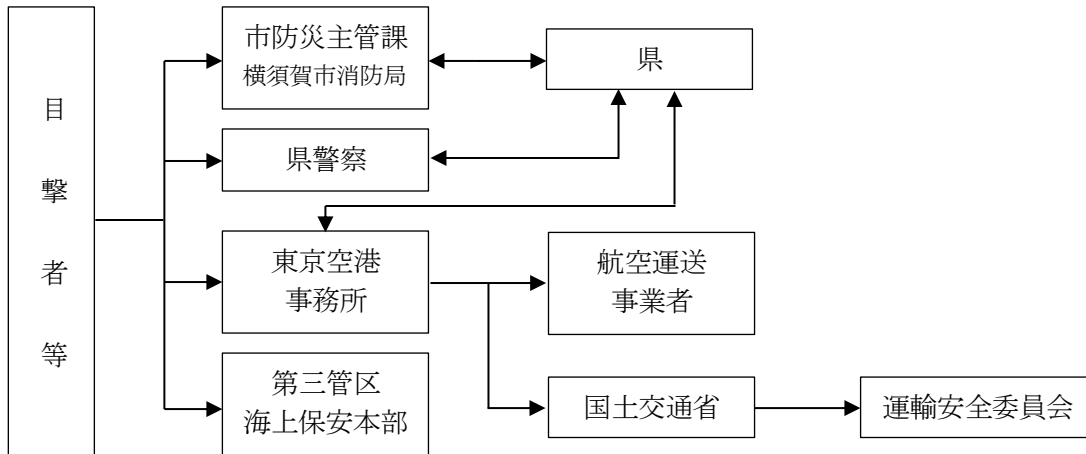 目撃者等
市防災主管課
横須賀市消防局
県
県警察
東京空港
事務所
航空運送
事業者
第三管区
海上保安本部
国土交通省
運輸安全委員会